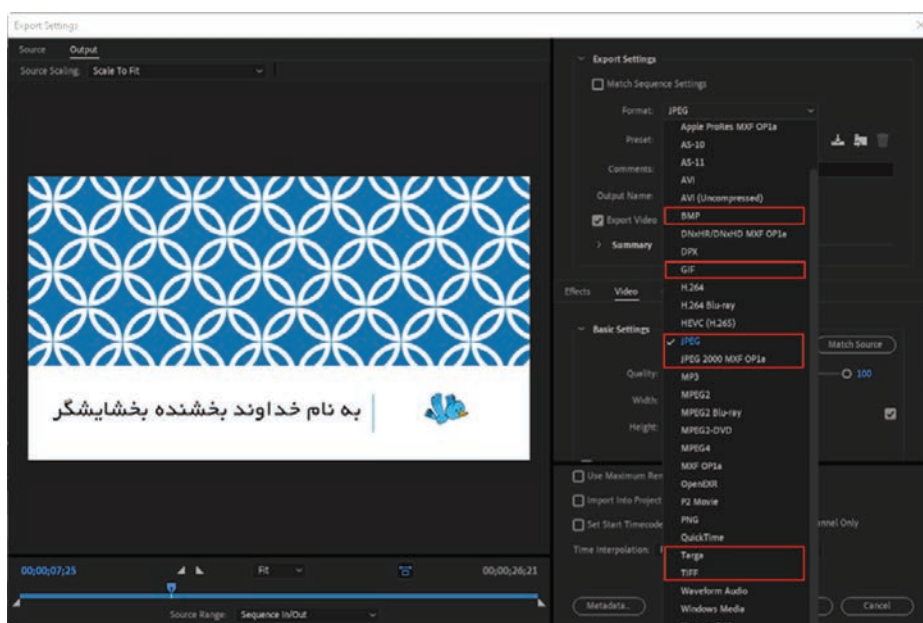 Export Settings
Source Output
Source Scaling: Scale To Fit
به نام خداوند بخشنده بخشایشگر
00;00;07;25
Fit
00;00;26;21
Source Range: Sequence In/Out
Export Settings
Match Sequence Settings
Format: JPEG
Preset:
Comments:
Output Name:
Export Video
Summary
Apple ProRes MXF OP1a
AS-10
AS-11
AVI
AVI (Uncompressed)
BMP
DNxHR/DNxHD MXF OP1a
DPX
GIF
H.264
H.264 Blu-ray
HEVC (H.265)
JPEG
JPEG 2000 MXF OP1a
MP3
MPEG2
MPEG2 Blu-ray
MPEG2-DVD
MPEG4
MXF OP1a
OpenEXR
P2 Movie
PNG
QuickTime
Targa
TIFF
Waveform Audio
Windows Media
Effects Video
Basic Settings
Match Source
Quality: 100
Width:
Height:
Use Maximum Ren
Import Into Project
Set Start Timecode
nnel Only
Time Interpolation:
Metadata...
Cancel